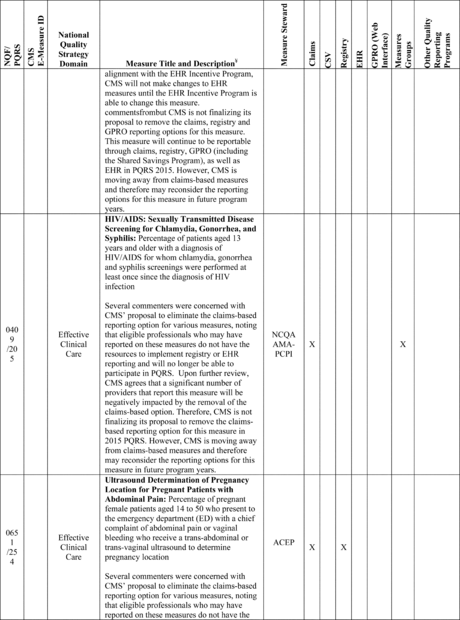 NQF/
PQRS
CMS
E-Measure ID
National
Quality
Strategy
Domain
Measure Title and Description§
Measure Steward
Claims
CSV
Registry
EHR
GPRO (Web
Interface)
Measures
Groups
Other Quality
Reporting
Programs
alignment with the EHR Incentive Program,
CMS will not make changes to EHR
measures until the EHR Incentive Program is
able to change this measure.
commentsfrombut CMS is not finalizing its
proposal to remove the claims, registry and
GPRO reporting options for this measure.
This measure will continue to be reportable
through claims, registry, GPRO (including
the Shared Savings Program), as well as
EHR in PQRS 2015. However, CMS is
moving away from claims-based measures
and therefore may reconsider the reporting
options for this measure in future program
years.
040
9
/20
5
Effective
Clinical
Care
HIV/AIDS: Sexually Transmitted Disease
Screening for Chlamydia, Gonorrhea, and
Syphilis: Percentage of patients aged 13
years and older with a diagnosis of
HIV/AIDS for whom chlamydia, gonorrhea
and syphilis screenings were performed at
least once since the diagnosis of HIV
infection
Several commenters were concerned with
CMS' proposal to eliminate the claims-based
reporting option for various measures, noting
that eligible professionals who may have
reported on these measures do not have the
resources to implement registry or EHR
reporting and will no longer be able to
participate in PQRS. Upon further review,
CMS agrees that a significant number of
providers that report this measure will be
negatively impacted by the removal of the
claims-based option. Therefore, CMS is not
finalizing its proposal to remove the claims-
based reporting option for this measure in
2015 PQRS. However, CMS is moving away
from claims-based measures and therefore
may reconsider the reporting options for this
measure in future program years.
NCQA
AMA-
PCPI
X
X
065
1
/25
4
Effective
Clinical
Care
Ultrasound Determination of Pregnancy
Location for Pregnant Patients with
Abdominal Pain: Percentage of pregnant
female patients aged 14 to 50 who present to
the emergency department (ED) with a chief
complaint of abdominal pain or vaginal
bleeding who receive a trans-abdominal or
trans-vaginal ultrasound to determine
pregnancy location
Several commenters were concerned with
CMS' proposal to eliminate the claims-based
reporting option for various measures, noting
that eligible professionals who may have
reported on these measures do not have the
ACEP
X
X